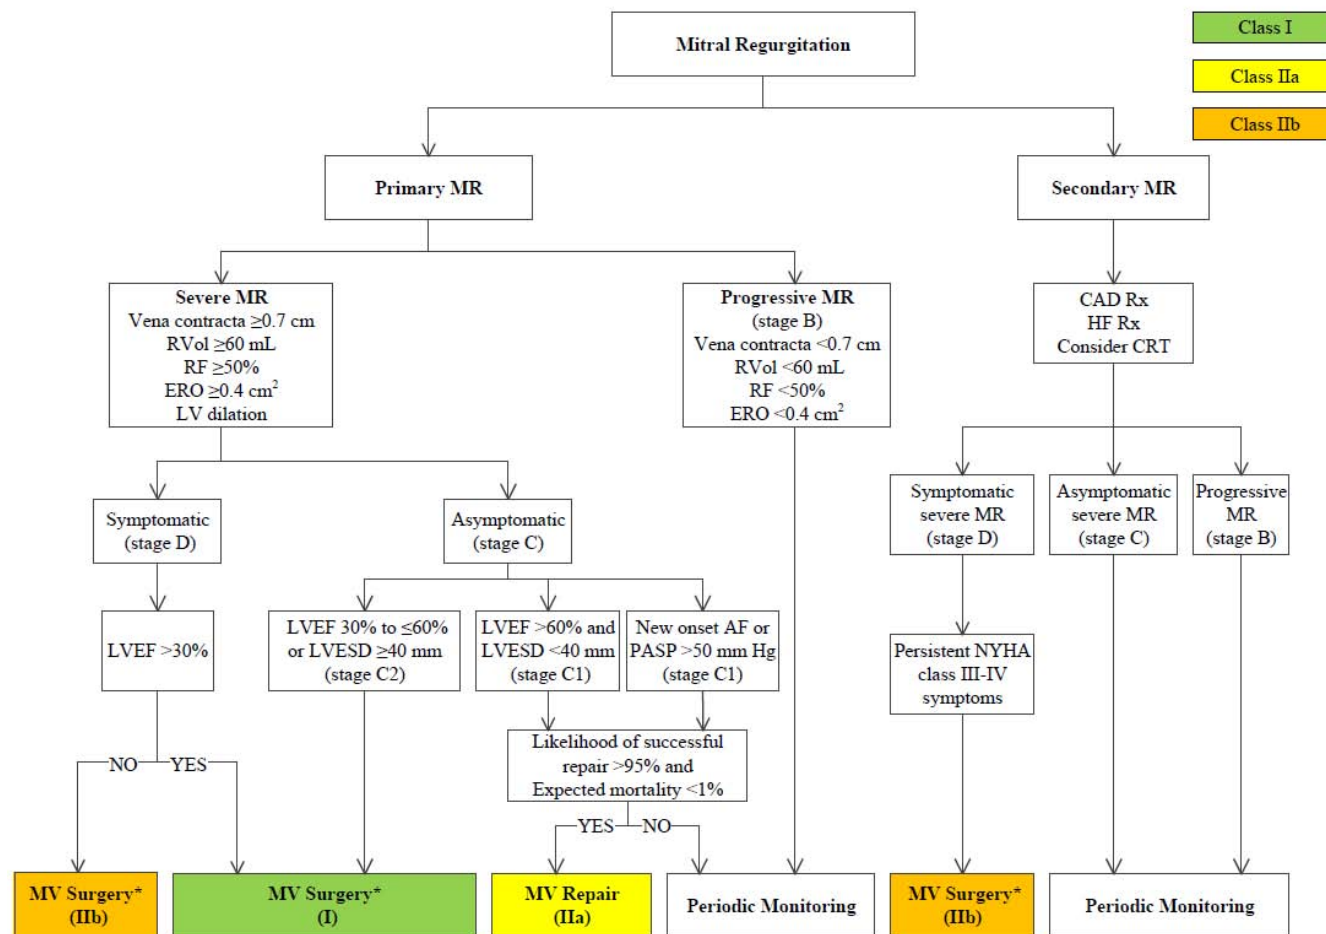 Mitral Regurgitation
Class I
Class IIa
Class IIb
Primary MR
Secondary MR
Severe MR
Vena contracta ≥0.7 cm
RVol ≥60 mL
RF ≥50%
ERO ≥0.4 cm²
LV dilation
Progressive MR
(stage B)
Vena contracta <0.7 cm
RVol <60 mL
RF <50%
ERO <0.4 cm²
CAD Rx
HF Rx
Consider CRT
Symptomatic
(stage D)
Asymptomatic
(stage C)
Symptomatic
severe MR
(stage D)
Asymptomatic
severe MR
(stage C)
Progressive
MR
(stage B)
LVEF >30%
LVEF 30% to ≤60%
or LVESD ≥40 mm
(stage C2)
LVEF >60% and
LVESD <40 mm
(stage C1)
New onset AF or
PASP >50 mm Hg
(stage C1)
Persistent NYHA
class III-IV
symptoms
Likelihood of successful
repair >95% and
Expected mortality <1%
NO
YES
YES
NO
MV Surgery*
(IIb)
MV Surgery*
(I)
MV Repair
(IIa)
Periodic Monitoring
MV Surgery*
(IIb)
Periodic Monitoring